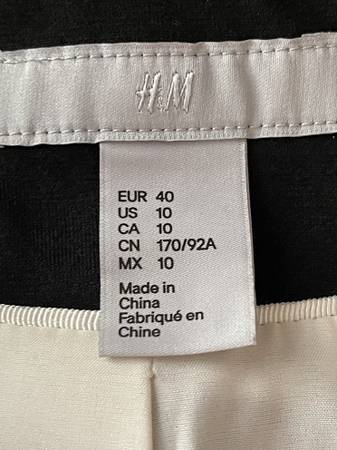 H&M
EUR 40
US 10
CA 10
CN 170/92A
MX 10
Made in
China
Fabriqué en
Chine